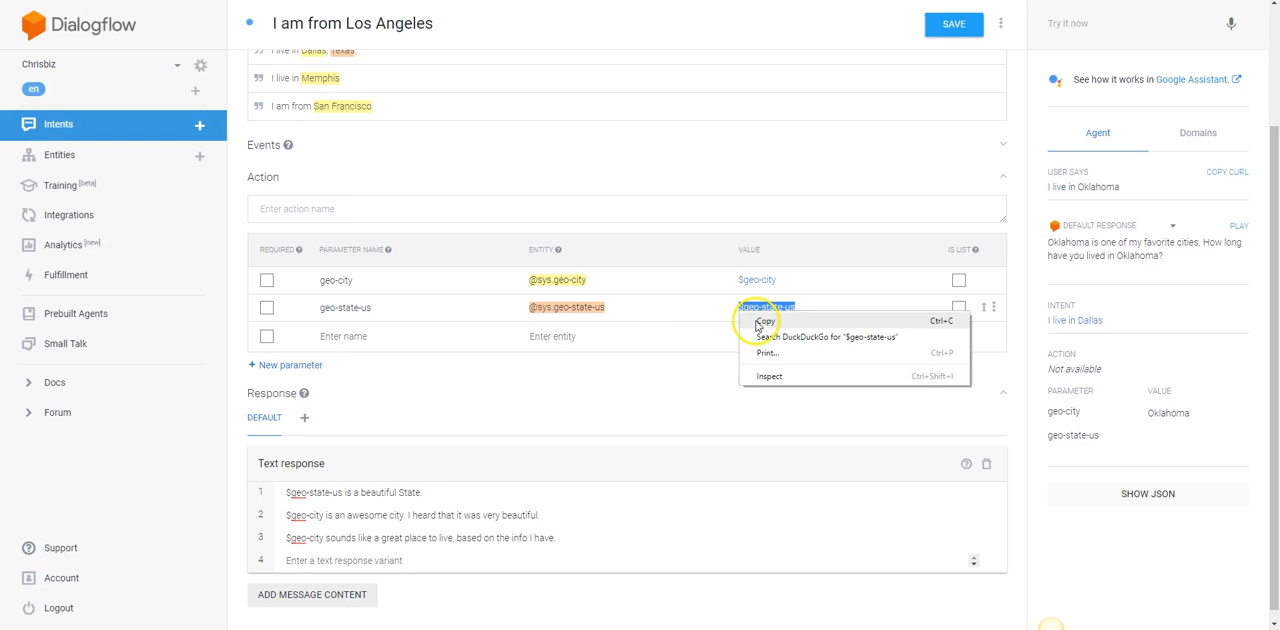 Dialogflow
I am from Los Angeles
SAVE
Try it now
Chrisbiz
en
Intents
Entities
Training [beta]
Integrations
Analytics [new]
Fulfillment
Prebuilt Agents
Small Talk
Docs
Forum
Support
Account
Logout
I live in Dallas, Texas
I live in Memphis
I am from San Francisco
Events
Action
Enter action name
REQUIRED PARAMETER NAME ENTITY VALUE IS LIST
geo-city @sys.geo-city $geo-city
geo-state-us @sys.geo-state-us $geo-state-us
Enter name Enter entity
Copy Ctrl+C
Search DuckDuckGo for "$geo-state-us"
Print... Ctrl+P
Inspect Ctrl+Shift+I
+ New parameter
Response
DEFAULT
Text response
1 $geo-state-us is a beautiful State.
2 $geo-city is an awesome city. I heard that it was very beautiful.
3 $geo-city sounds like a great place to live, based on the info I have.
4 Enter a text response variant
ADD MESSAGE CONTENT
See how it works in Google Assistant.
Agent Domains
USER SAYS COPY CURL
I live in Oklahoma
DEFAULT RESPONSE PLAY
Oklahoma is one of my favorite cities. How long
have you lived in Oklahoma?
INTENT
I live in Dallas
ACTION
Not available
PARAMETER VALUE
geo-city Oklahoma
geo-state-us
SHOW JSON